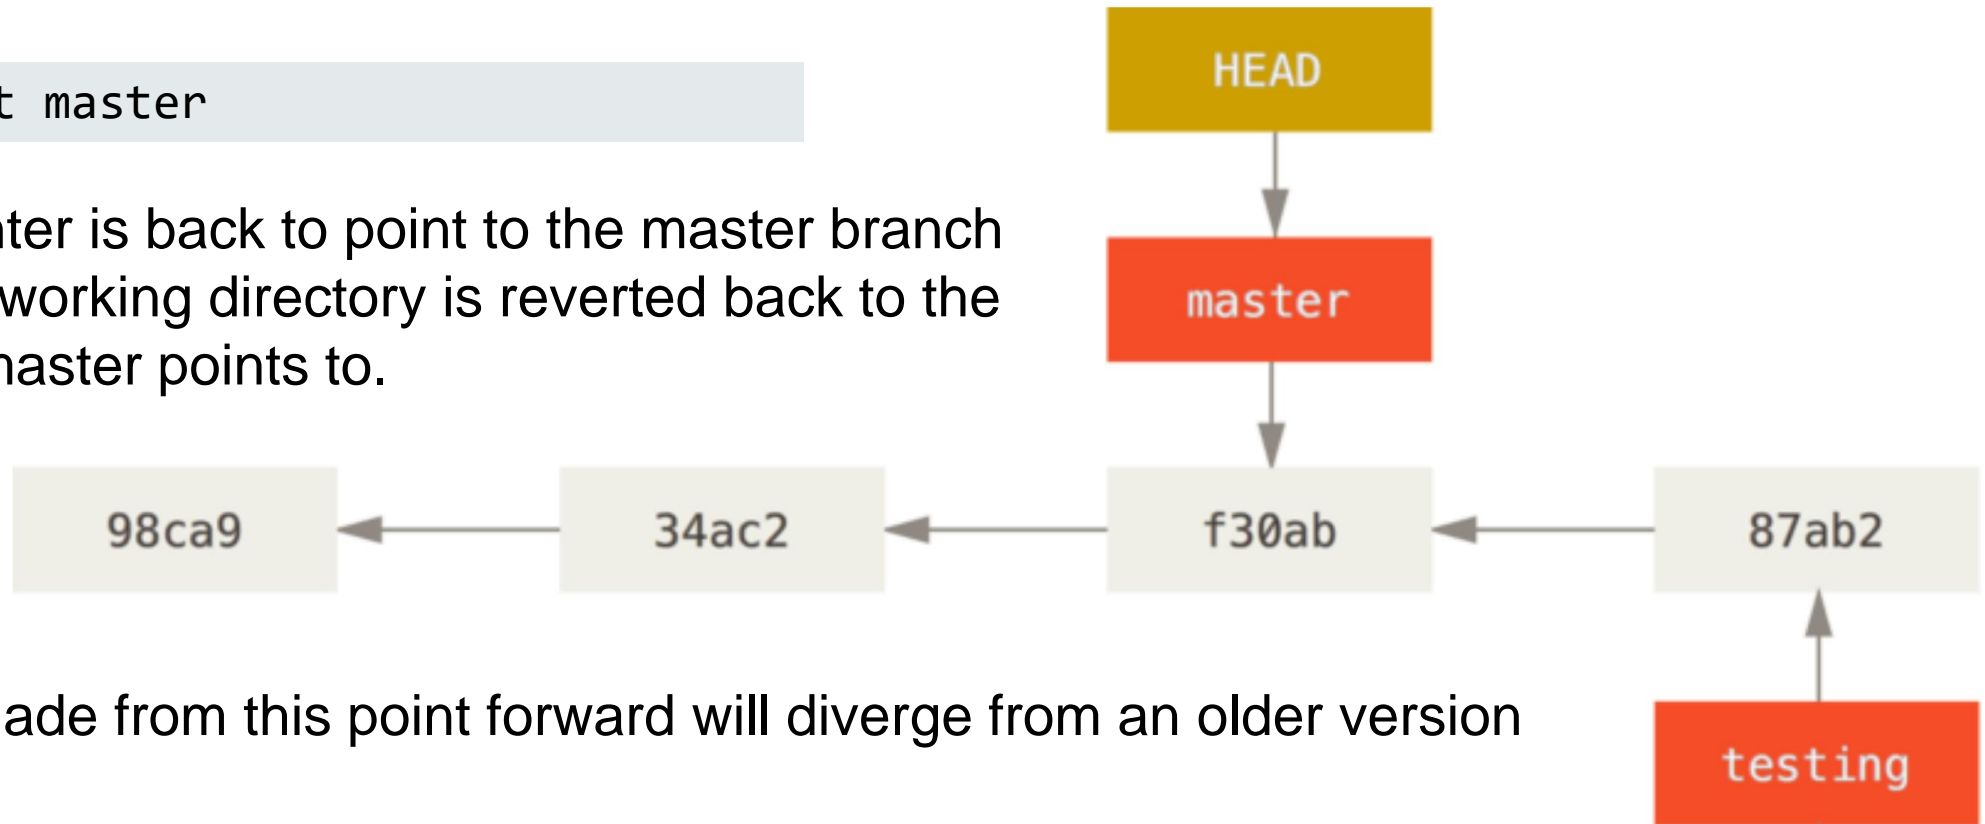 HEAD
t master
ter is back to point to the master branch
working directory is reverted back to the
master
aster points to.
98ca9
34ac2
f30ab
87ab2
ade from this point forward will diverge from an older version
testing